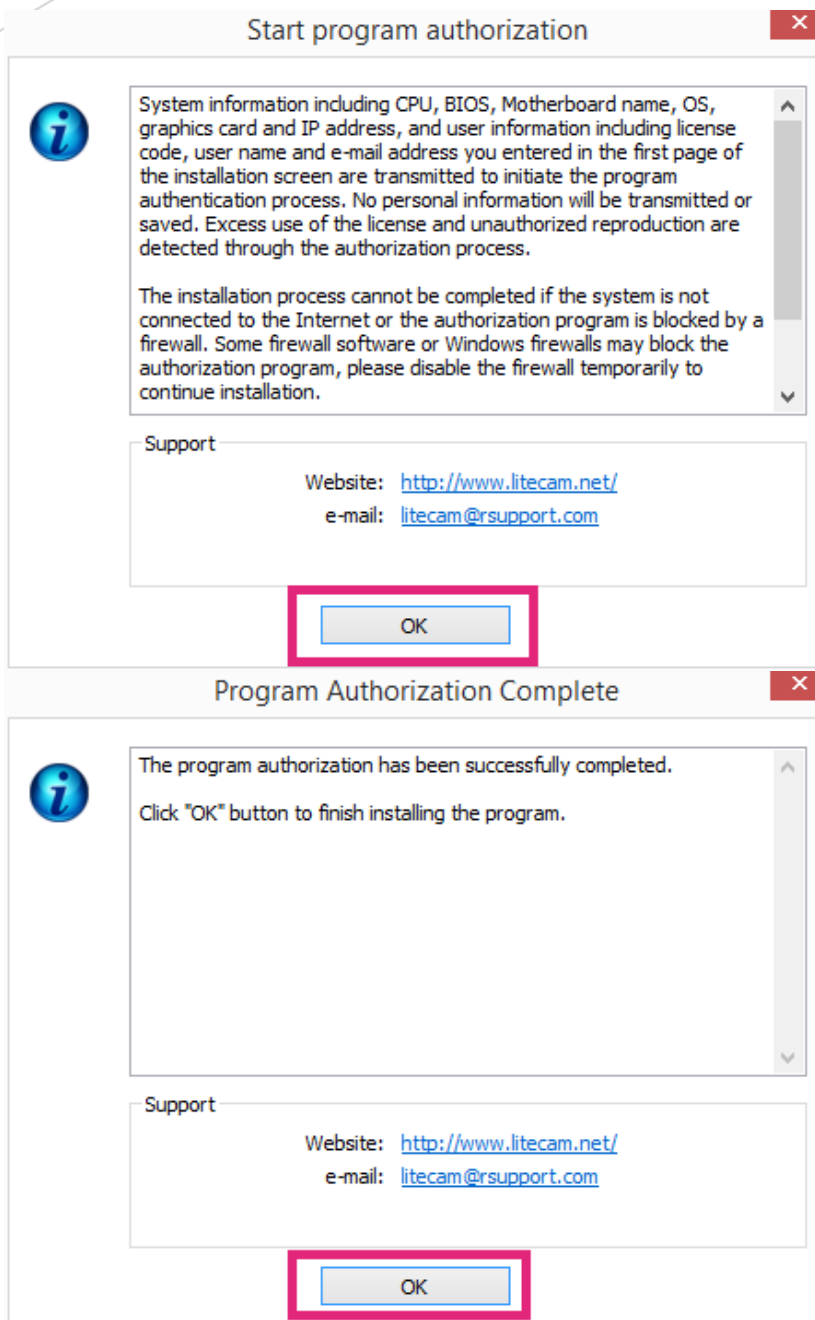 Start program authorization
System information including CPU, BIOS, Motherboard name, OS,
graphics card and IP address, and user information including license
code, user name and e-mail address you entered in the first page of
the installation screen are transmitted to initiate the program
authentication process. No personal information will be transmitted or
saved. Excess use of the license and unauthorized reproduction are
detected through the authorization process.
The installation process cannot be completed if the system is not
connected to the Internet or the authorization program is blocked by a
firewall. Some firewall software or Windows firewalls may block the
authorization program, please disable the firewall temporarily to
continue installation.
Support
Website: http://www.litecam.net/
e-mail: litecam@rsupport.com
OK
Program Authorization Complete
The program authorization has been successfully completed.
Click "OK" button to finish installing the program.
Support
Website: http://www.litecam.net/
e-mail: litecam@rsupport.com
OK